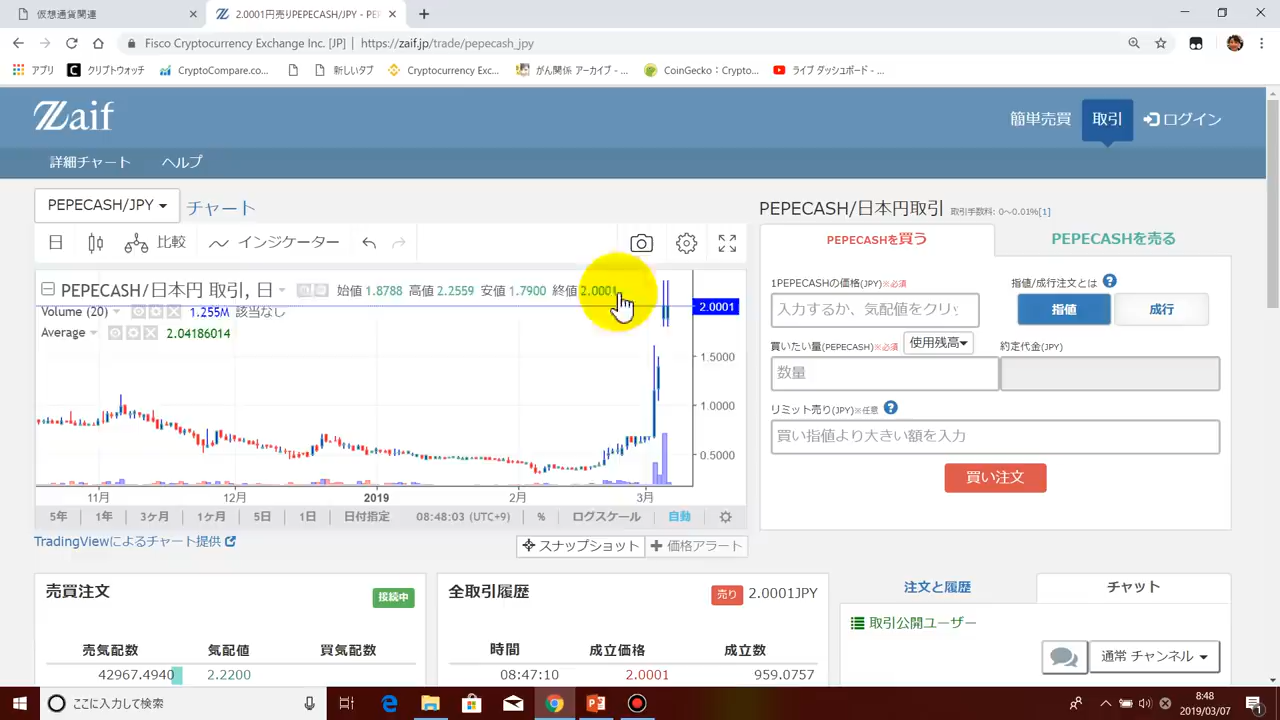 仮想通貨関連
2.0001円売りPEPECASH/JPY - PEP
Fisco Cryptocurrency Exchange Inc. [JP] | https://zaif.jp/trade/pepecash_jpy
アプリ クリプトウォッチ CryptoCompare.co... 新しいタブ Cryptocurrency Exc... がん関係 アーカイブ - ... CoinGecko：Crypto... ライブ ダッシュボード - ...
Zaif
簡単売買 取引 ログイン
詳細チャート ヘルプ
PEPECASH/JPY チャート
日 比較 インジケーター
PEPECASH/日本円 取引, 日 始値 1.8788 高値 2.2559 安値 1.7900 終値 2.0001
Volume (20) 1.255M 該当なし
Average 2.04186014
2.0001
1.5000
1.0000
0.5000
11月 12月 2019 2月 3月
5年 1年 3ヶ月 1ヶ月 5日 1日 日付指定 08:48:03 (UTC+9) % ログスケール 自動
TradingViewによるチャート提供
スナップショット 価格アラート
PEPECASH/日本円取引 取引手数料: 0～0.01%[1]
PEPECASHを買う PEPECASHを売る
1PEPECASHの価格(JPY)※必須 指値/成行注文とは
入力するか、気配値をクリッ 指値 成行
買いたい量(PEPECASH)※必須 使用残高 約定代金(JPY)
数量
リミット売り(JPY)※任意
買い指値より大きい額を入力
買い注文
売買注文 接続中
売気配数 気配値 買気配数
42967.4940 2.2200
全取引履歴 売り 2.0001JPY
時間 成立価格 成立数
08:47:10 2.0001 959.0757
注文と履歴 チャット
取引公開ユーザー
通常 チャンネル
ここに入力して検索
8:48
2019/03/07
1